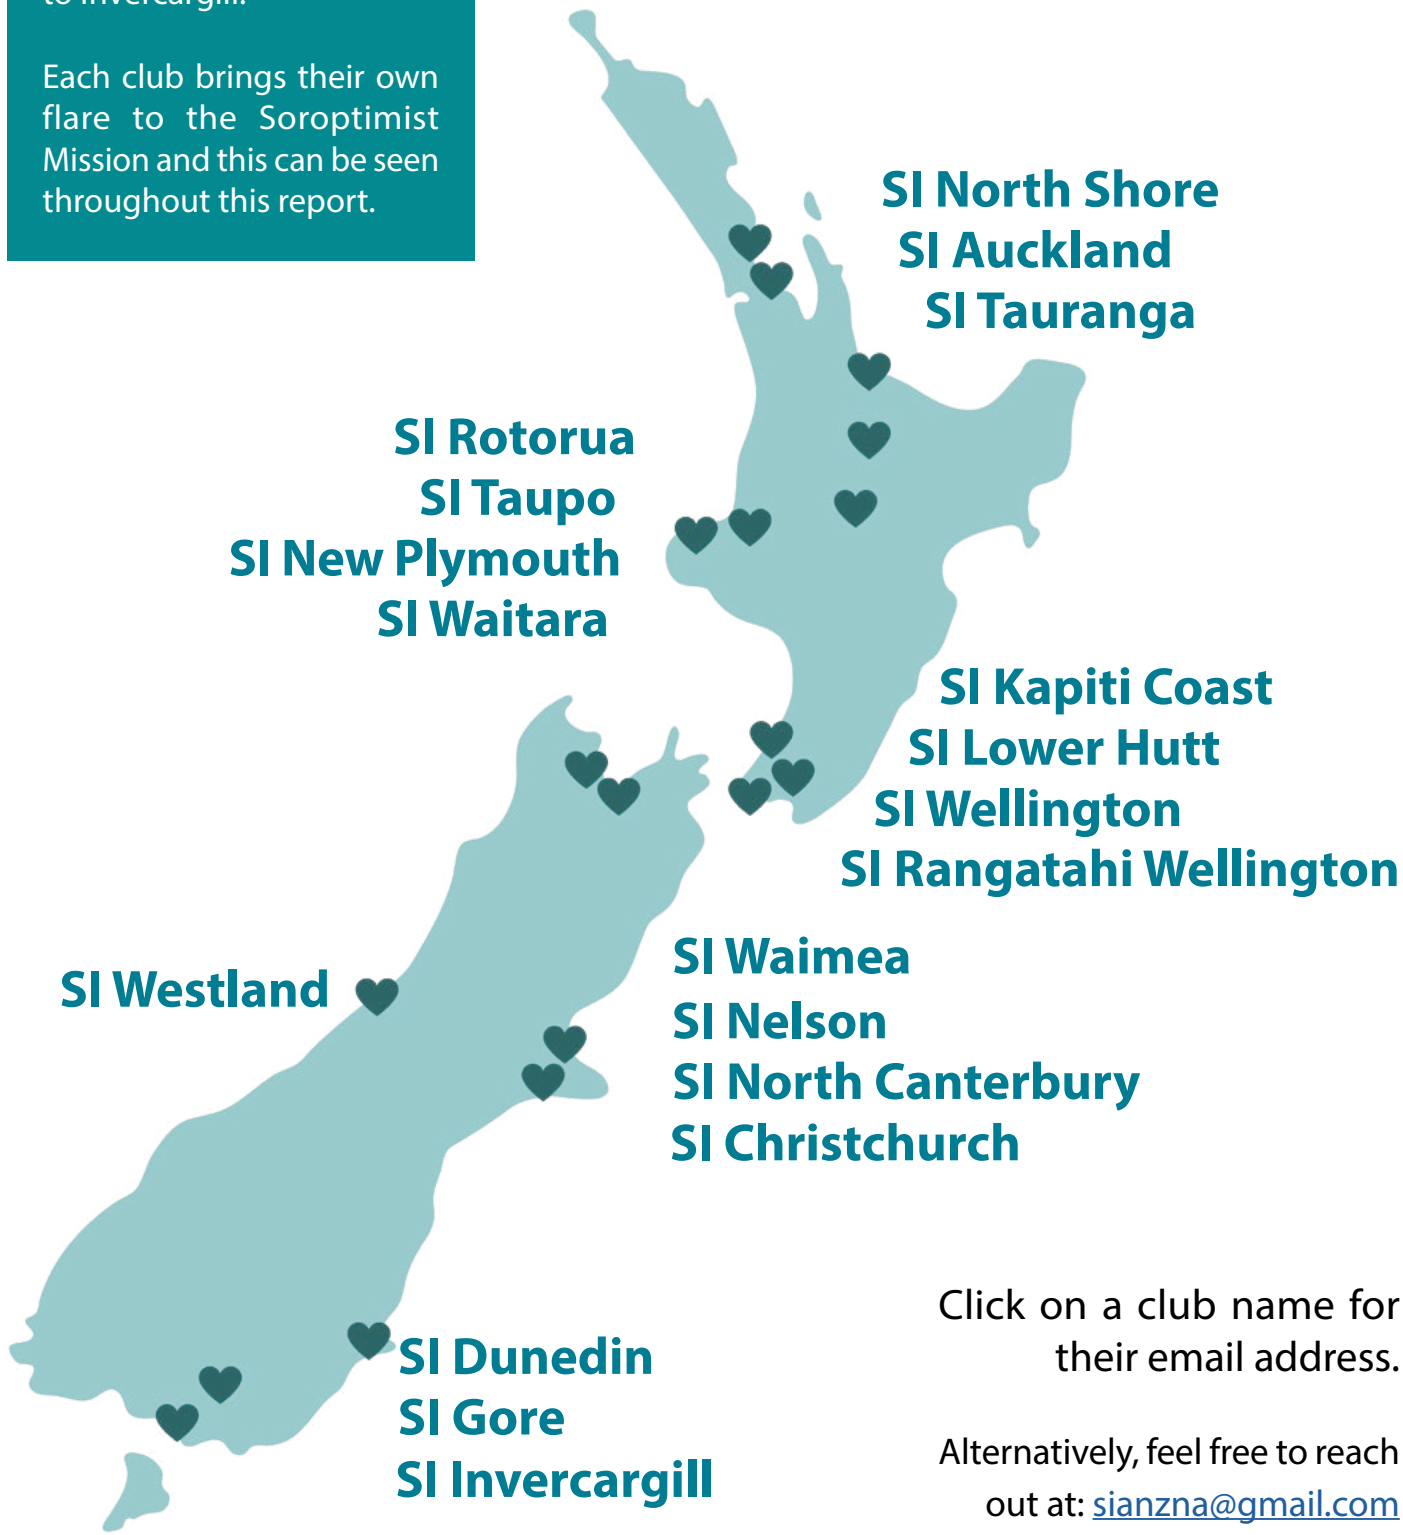 to Invercargill.
Each club brings their own
flare to the Soroptimist
Mission and this can be seen
throughout this report.
SI North Shore
SI Auckland
SI Tauranga
SI Rotorua
SI Taupo
SI New Plymouth
SI Waitara
SI Kapiti Coast
SI Lower Hutt
SI Wellington
SI Rangatahi Wellington
SI Westland
SI Waimea
SI Nelson
SI North Canterbury
SI Christchurch
SI Dunedin
SI Gore
SI Invercargill
Click on a club name for
their email address.
Alternatively, feel free to reach
out at: sianzna@gmail.com